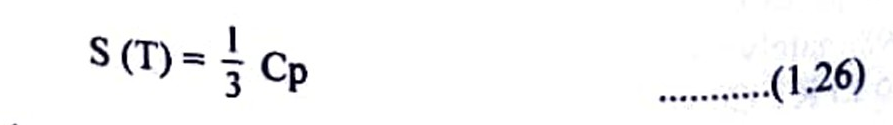 S (T) = 1/3 Cp ...........(1.26)